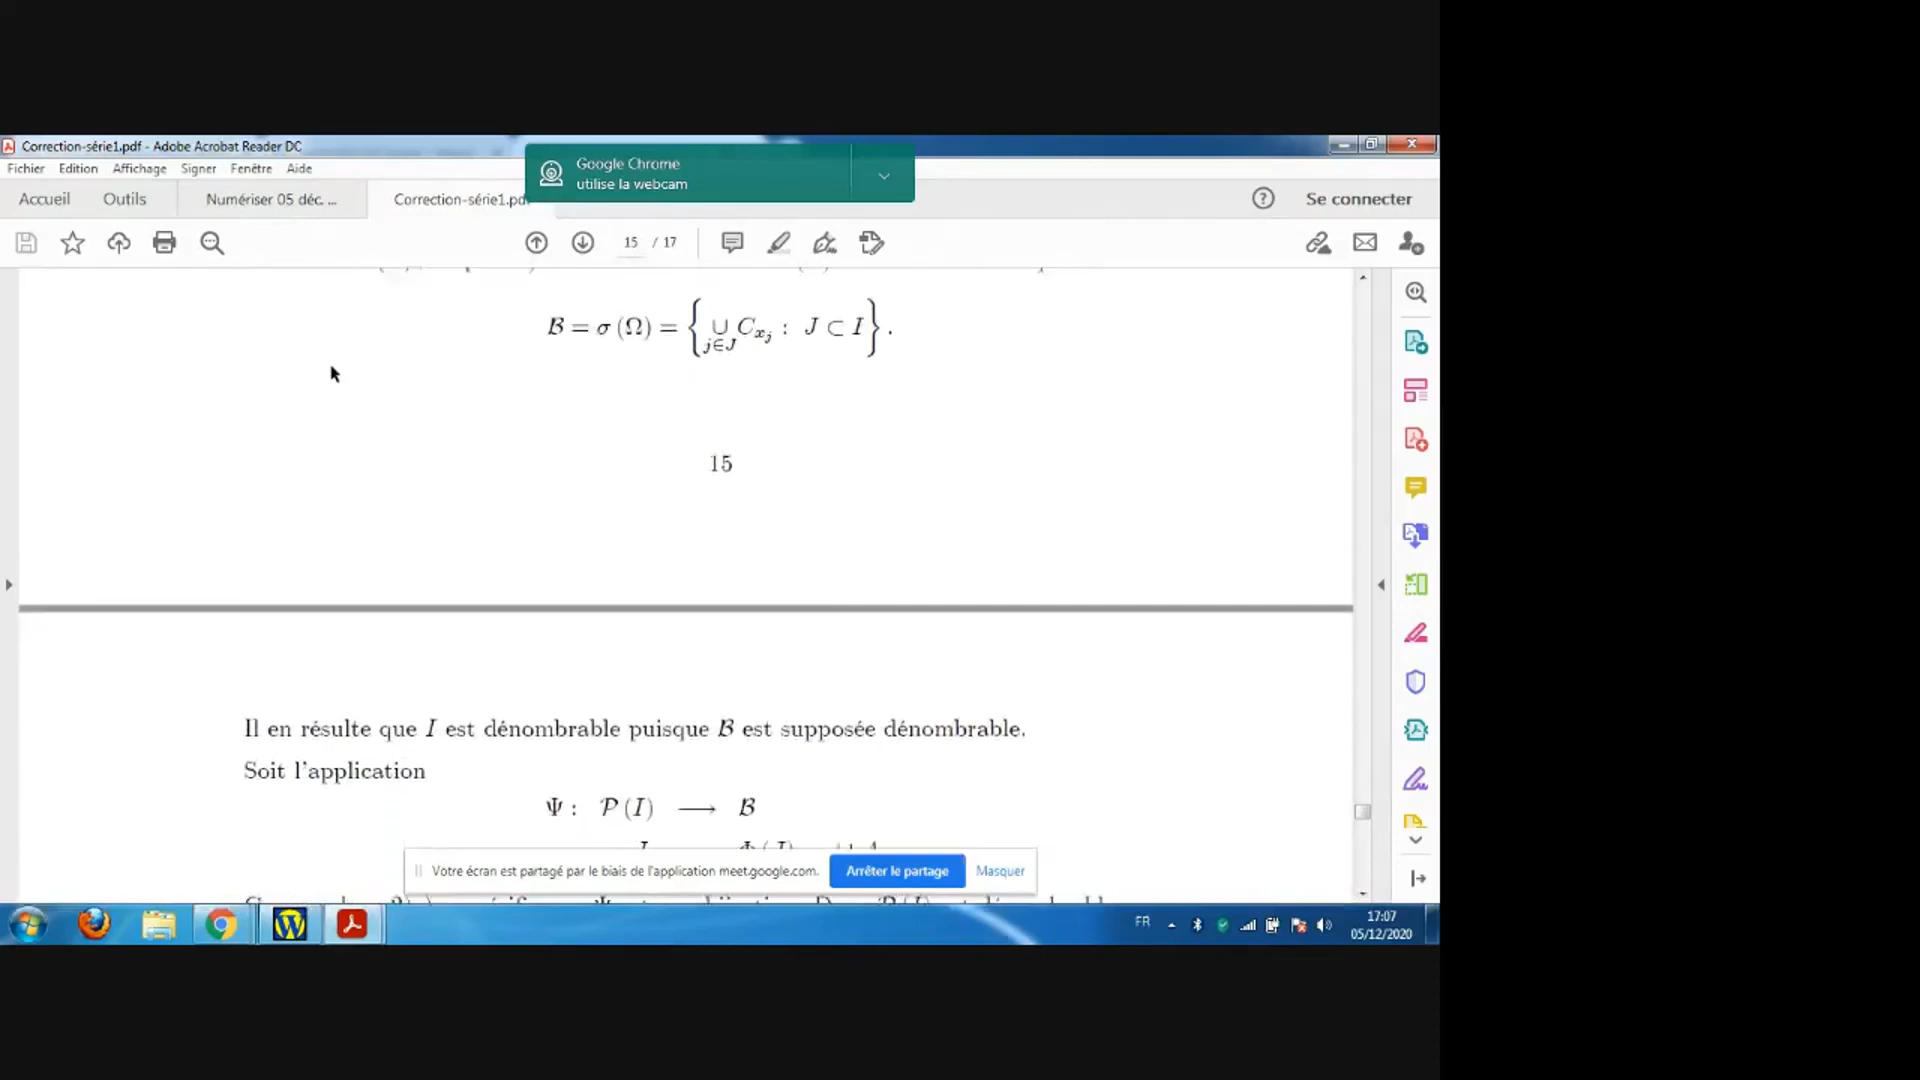 Correction-série1.pdf - Adobe Acrobat Reader DC
Fichier Edition Affichage Signer Fenêtre Aide
Google Chrome
utilise la webcam
Accueil Outils Numériser 05 déc. ... Correction-série1.pdf
Se connecter
15 / 17
B = σ (Ω) = { ∪ C_{x_j} : J ⊂ I } .
j∈J
15
Il en résulte que I est dénombrable puisque B est supposée dénombrable.
Soit l'application
Ψ : P (I) ⟶ B
Votre écran est partagé par le biais de l'application meet.google.com. Arrêter le partage Masquer
FR
17:07
05/12/2020